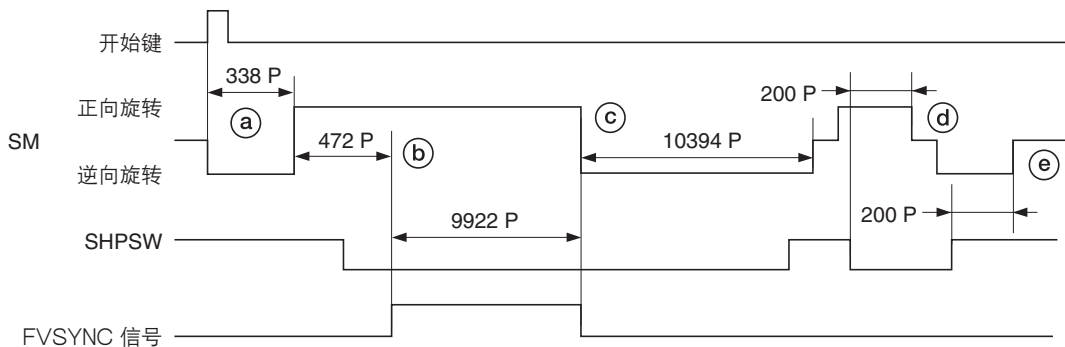 开始键
338 P
正向旋转
200 P
ⓐ
ⓒ
ⓓ
SM
472 P
ⓑ
10394 P
ⓔ
逆向旋转
200 P
9922 P
SHPSW
FVSYNC 信号